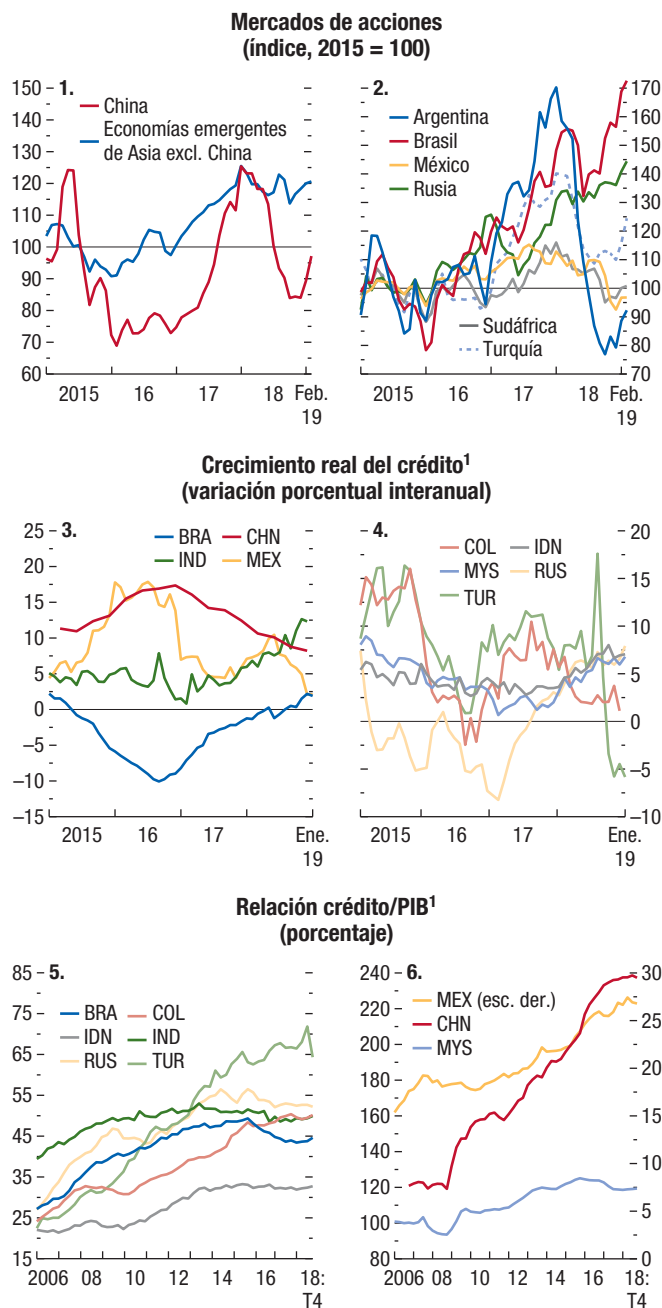 Mercados de acciones
(índice, 2015 = 100)
1.
China
Economías emergentes
de Asia excl. China
150
140
130
120
110
100
90
80
70
60
2015
16
17
18
Feb.
19
2.
Argentina
Brasil
México
Rusia
Sudáfrica
Turquía
170
160
150
140
130
120
110
100
90
80
70
2015
16
17
18
Feb.
19
Crecimiento real del crédito¹
(variación porcentual interanual)
3.
BRA
CHN
IND
MEX
25
20
15
10
5
0
–5
–10
–15
2015
16
17
Ene.
19
4.
COL
IDN
MYS
RUS
TUR
20
15
10
5
0
–5
–10
2015
16
17
Ene.
19
Relación crédito/PIB¹
(porcentaje)
5.
BRA
COL
IDN
IND
RUS
TUR
85
75
65
55
45
35
25
15
2006
08
10
12
14
16
18:
T4
6.
MEX (esc. der.)
CHN
MYS
240
220
200
180
160
140
120
100
80
30
25
20
15
10
5
0
2006
08
10
12
14
16
18:
T4